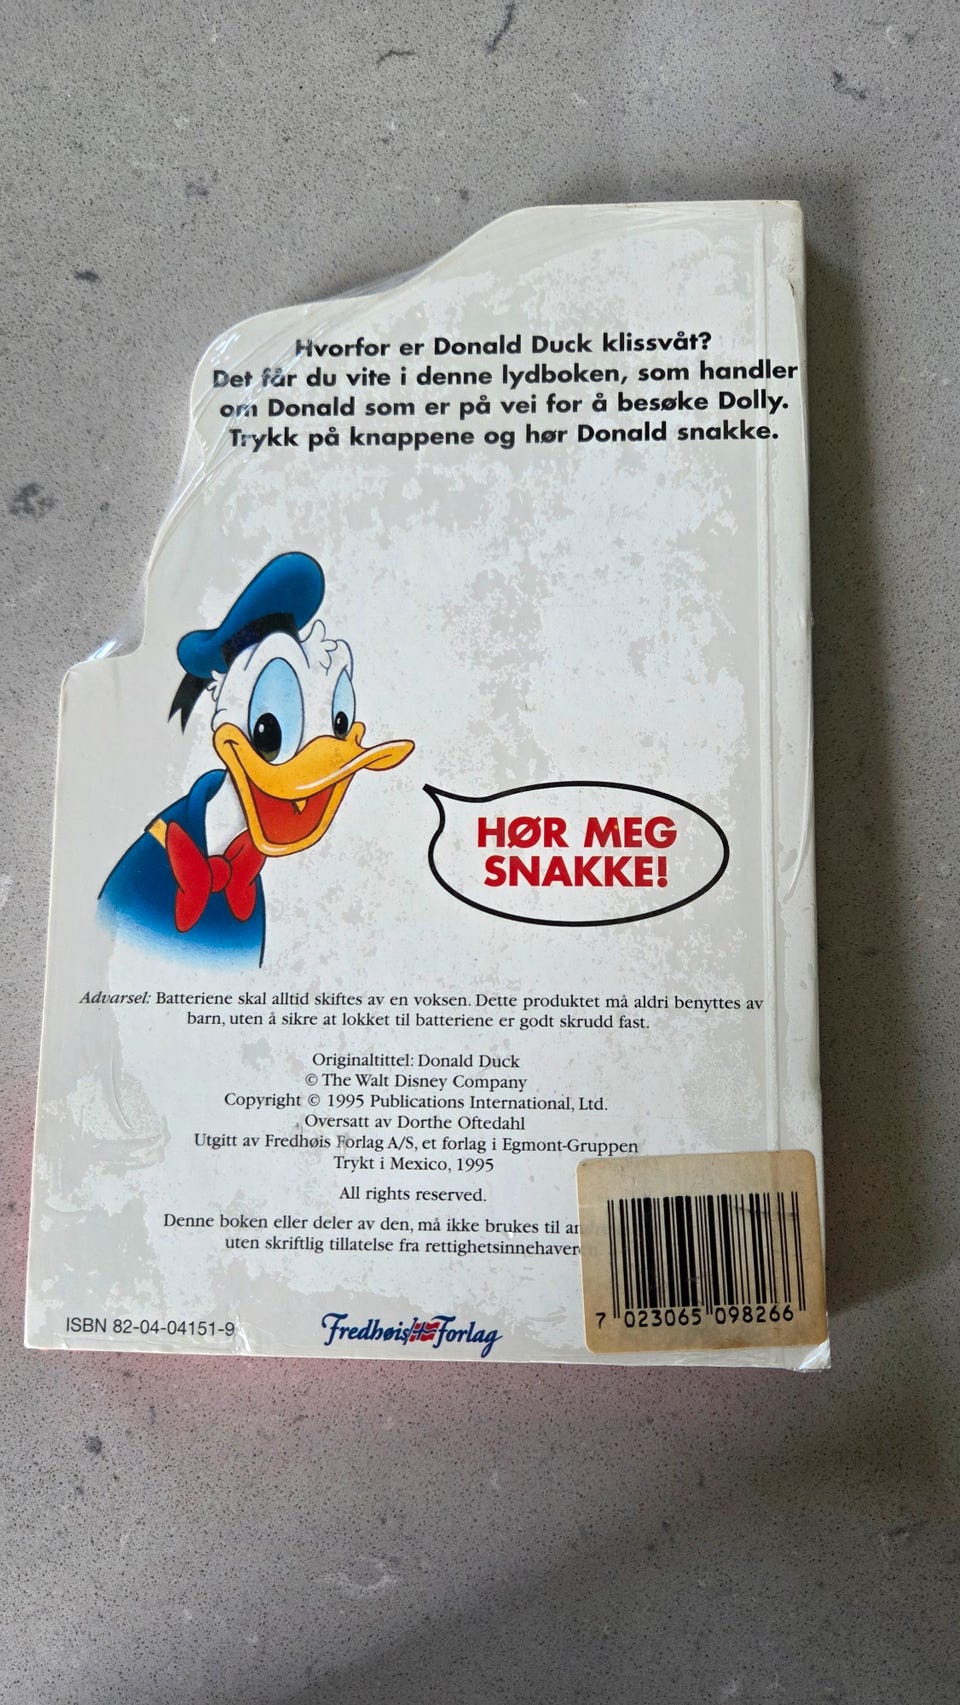 Hvorfor er Donald Duck klissvåt?
Det får du vite i denne lydboken, som handler
om Donald som er på vei for å besøke Dolly.
Trykk på knappene og hør Donald snakke.
HØR MEG
SNAKKE!
Advarsel: Batteriene skal alltid skiftes av en voksen. Dette produktet må aldri benyttes av
barn, uten å sikre at lokket til batteriene er godt skrudd fast.
Originaltittel: Donald Duck
© The Walt Disney Company
Copyright © 1995 Publications International, Ltd.
Oversatt av Dorthe Oftedahl
Utgitt av Fredhøis Forlag A/S, et forlag i Egmont-Gruppen
Trykt i Mexico, 1995
All rights reserved.
Denne boken eller deler av den, må ikke brukes til
uten skriftlig tillatelse fra
ISBN 82-04-04151-9
Fredhøis Forlag
7 023065 098266